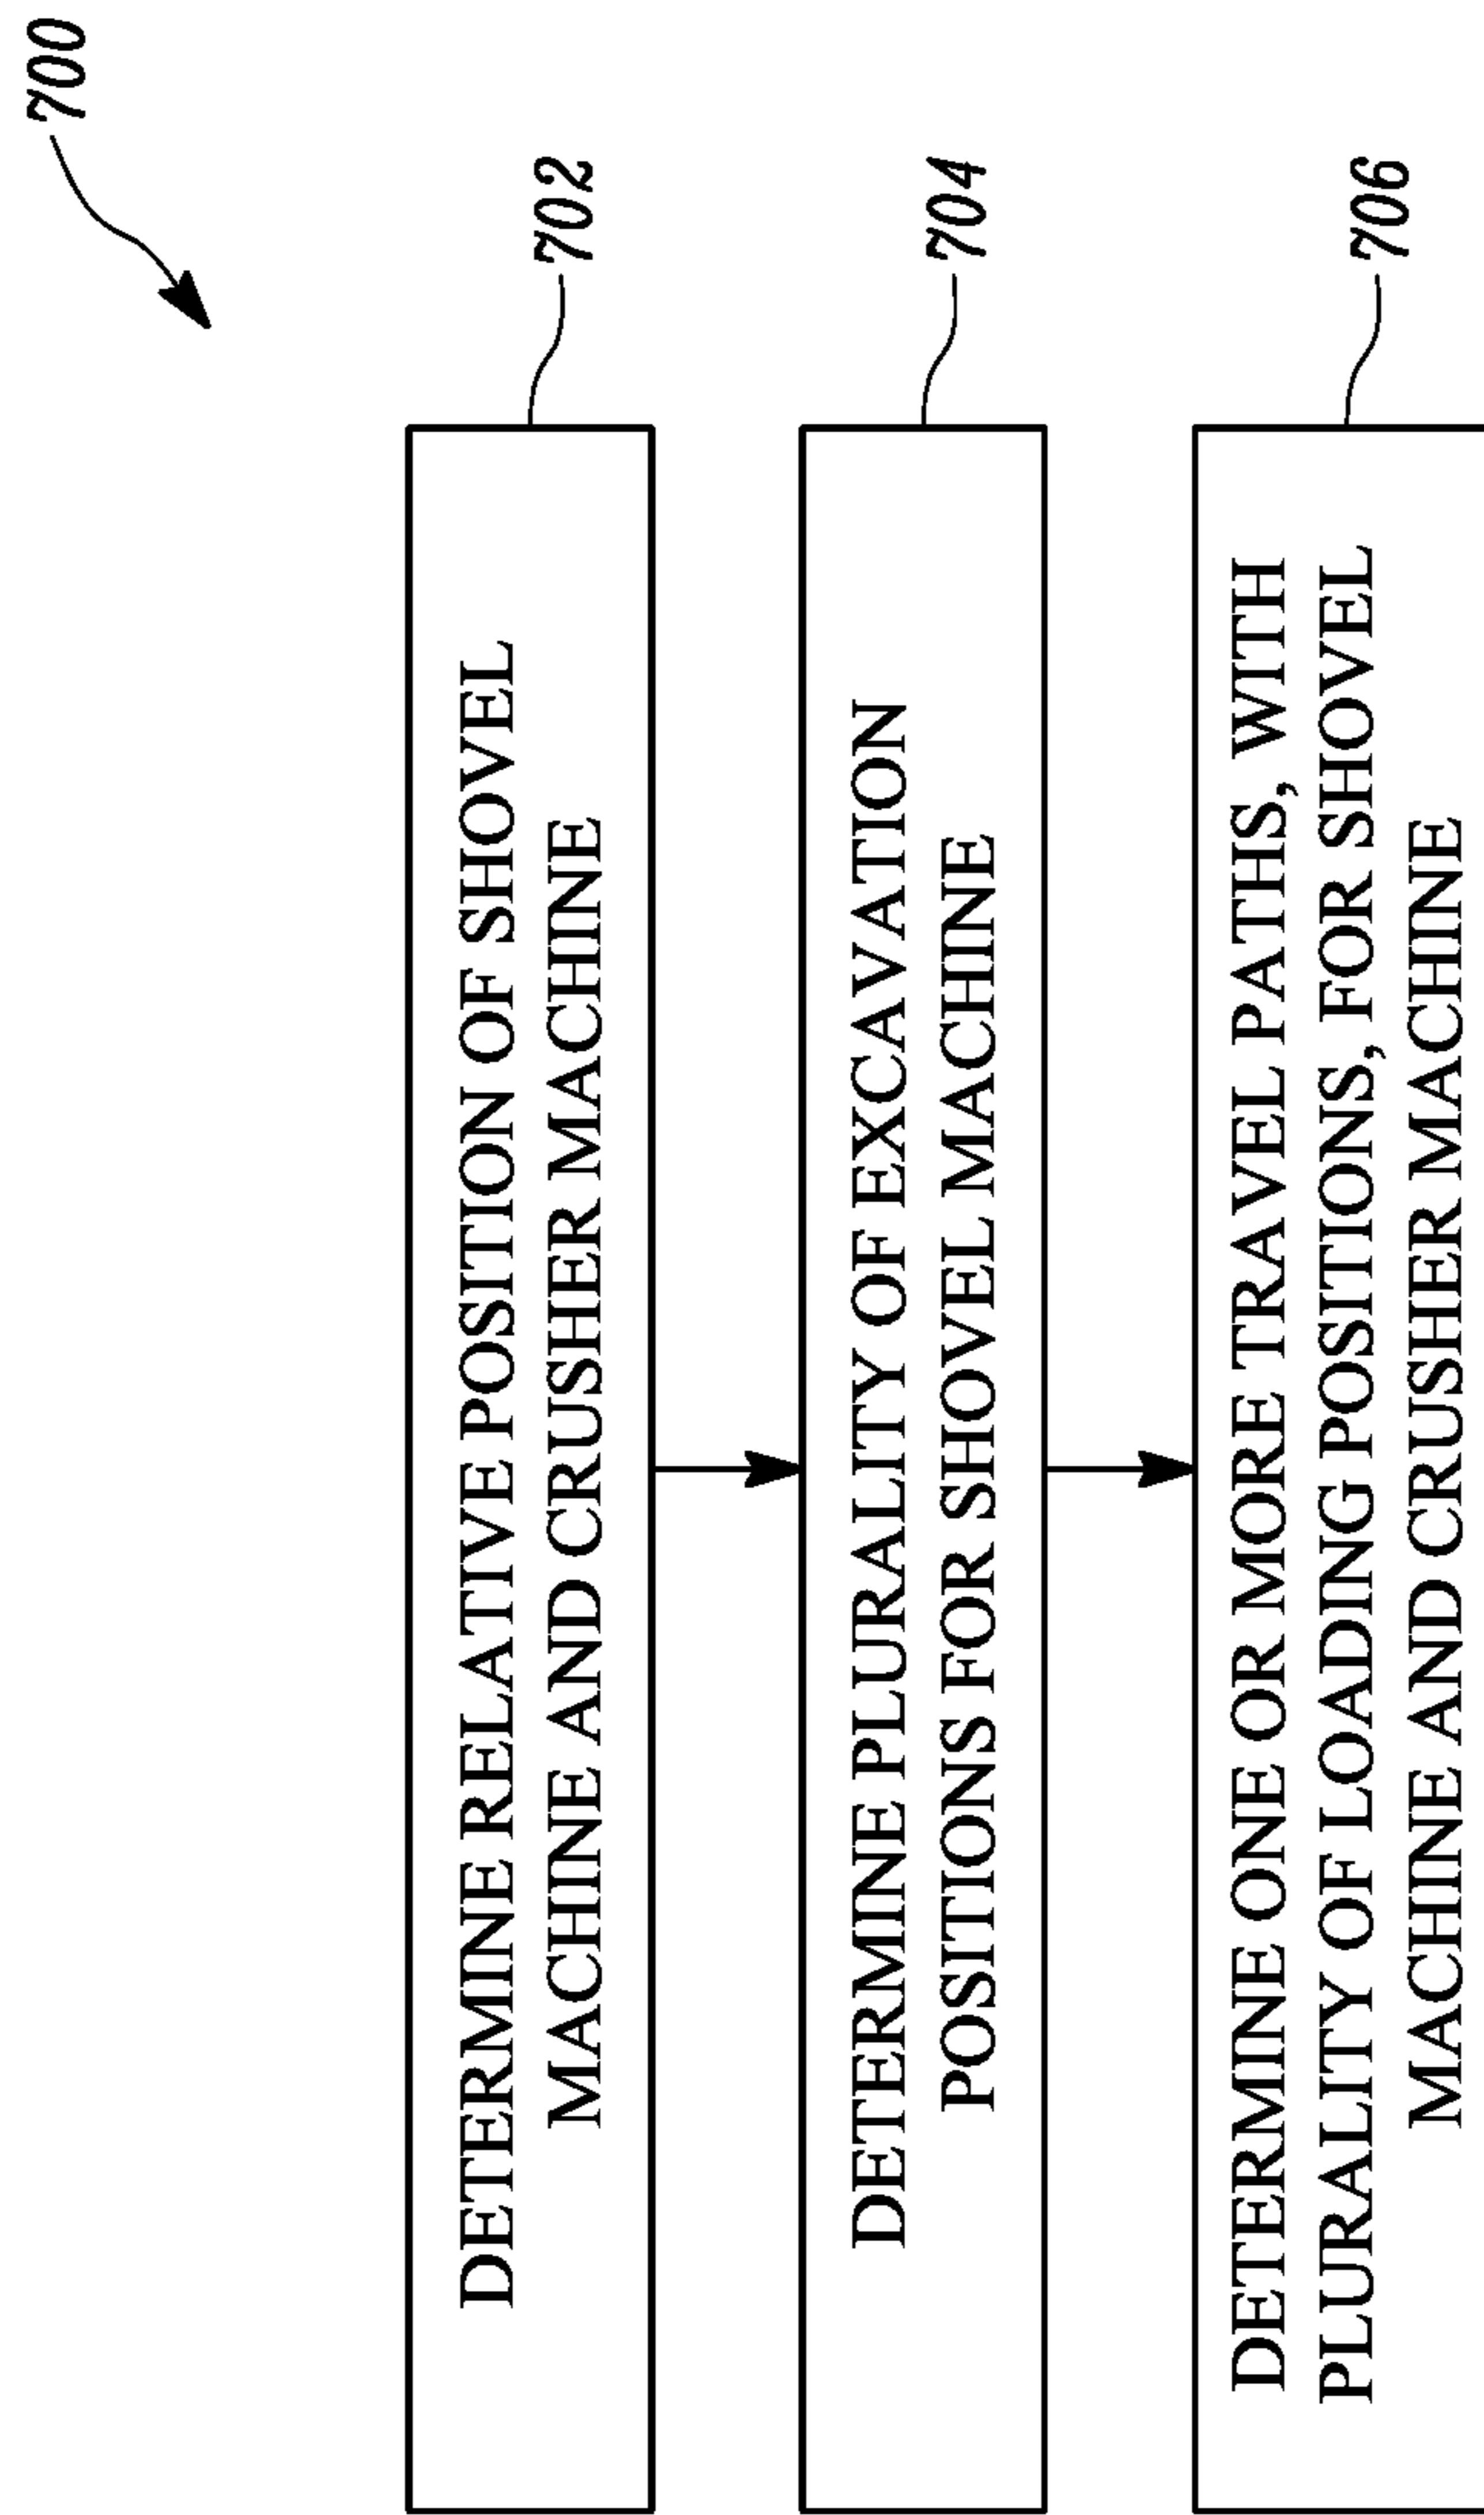 700
DETERMINE RELATIVE POSITION OF SHOVEL
MACHINE AND CRUSHER MACHINE
702
DETERMINE PLURALITY OF EXCAVATION
POSITIONS FOR SHOVEL MACHINE
704
DETERMINE ONE OR MORE TRAVEL PATHS, WITH
PLURALITY OF LOADING POSITIONS, FOR SHOVEL
MACHINE AND CRUSHER MACHINE
706